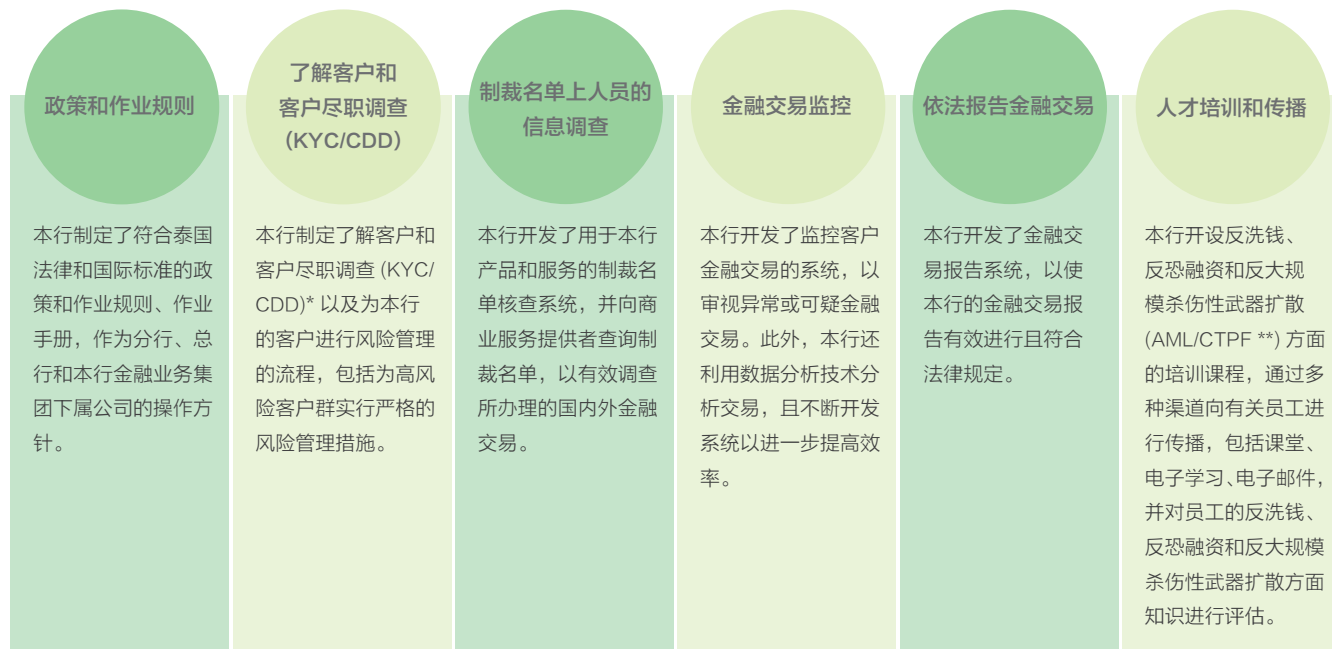 政策和作业规则
本行制定了符合泰国
法律和国际标准的政
策和作业规则、作业
手册，作为分行、总
行和本行金融业务集
团下属公司的操作方
针。
了解客户和
客户尽职调查
（KYC/CDD）
本行制定了解客户和
客户尽职调查 (KYC/
CDD)* 以及为本行
的客户进行风险管理
的流程，包括为高风
险客户群实行严格的
风险管理措施。
制裁名单上人员的
信息调查
本行开发了用于本行
产品和服务的制裁名
单核查系统，并向商
业服务提供者查询制
裁名单，以有效调查
所办理的国内外金融
交易。
金融交易监控
本行开发了监控客户
金融交易的系统，以
审视异常或可疑金融
交易。此外，本行还
利用数据分析技术分
析交易，且不断开发
系统以进一步提高效
率。
依法报告金融交易
本行开发了金融交
易报告系统，以使
本行的金融交易报
告有效进行且符合
法律规定。
人才培训和传播
本行开设反洗钱、
反恐融资和反大规
模杀伤性武器扩散
(AML/CTPF **) 方面
的培训课程，通过多
种渠道向有关员工进
行传播，包括课堂、
电子学习、电子邮件，
并对员工的反洗钱、
反恐融资和反大规模
杀伤性武器扩散方面
知识进行评估。